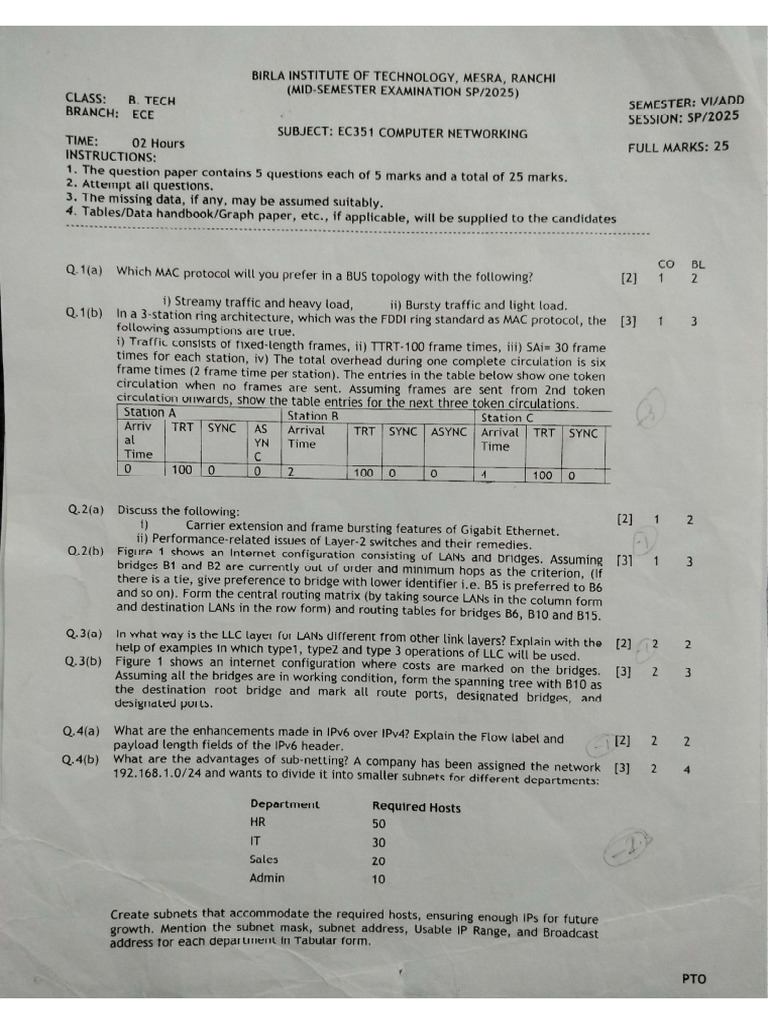 BIRLA INSTITUTE OF TECHNOLOGY, MESRA, RANCHI
(MID-SEMESTER EXAMINATION SP/2025)
CLASS: B. TECH SEMESTER: VI/ADD
BRANCH: ECE SESSION: SP/2025
SUBJECT: EC351 COMPUTER NETWORKING
TIME: 02 Hours FULL MARKS: 25
INSTRUCTIONS:
1. The question paper contains 5 questions each of 5 marks and a total of 25 marks.
2. Attempt all questions.
3. The missing data, if any, may be assumed suitably.
4. Tables/Data handbook/Graph paper, etc., if applicable, will be supplied to the candidates
CO BL
Q.1(a) Which MAC protocol will you prefer in a BUS topology with the following? [2] 1 2
i) Streamy traffic and heavy load, ii) Bursty traffic and light load.
Q.1(b) In a 3-station ring architecture, which was the FDDI ring standard as MAC protocol, the [3] 1 3
following assumptions are true.
i) Traffic consists of fixed-length frames, ii) TTRT-100 frame times, iii) SAi= 30 frame
times for each station, iv) The total overhead during one complete circulation is six
frame times (2 frame time per station). The entries in the table below show one token
circulation when no frames are sent. Assuming frames are sent from 2nd token
circulation onwards, show the table entries for the next three token circulations.
Station A Station B Station C
Arriv TRT SYNC AS Arrival TRT SYNC ASYNC Arrival TRT SYNC
al YN Time Time
Time C
0 100 0 0 2 100 0 0 4 100 0
Q.2(a) Discuss the following: [2] 1 2
i) Carrier extension and frame bursting features of Gigabit Ethernet.
ii) Performance-related issues of Layer-2 switches and their remedies.
-1
Q.2(b) Figure 1 shows an Internet configuration consisting of LANs and bridges. Assuming [3] 1 3
bridges B1 and B2 are currently out of order and minimum hops as the criterion, (If
there is a tie, give preference to bridge with lower identifier i.e. B5 is preferred to B6
and so on). Form the central routing matrix (by taking source LANs in the column form
and destination LANs in the row form) and routing tables for bridges B6, B10 and B15.
Q.3(a) In what way is the LLC layer for LANs different from other link layers? Explain with the [2] 2 2
help of examples in which type1, type2 and type 3 operations of LLC will be used.
Q.3(b) Figure 1 shows an internet configuration where costs are marked on the bridges. [3] 2 3
Assuming all the bridges are in working condition, form the spanning tree with B10 as
the destination root bridge and mark all route ports, designated bridges, and
designated ports.
Q.4(a) What are the enhancements made in IPv6 over IPv4? Explain the Flow label and [2] 2 2
payload length fields of the IPv6 header.
-1
Q.4(b) What are the advantages of sub-netting? A company has been assigned the network [3] 2 4
192.168.1.0/24 and wants to divide it into smaller subnets for different departments:
Department Required Hosts
HR 50
IT 30
Sales 20
Admin 10
Create subnets that accommodate the required hosts, ensuring enough IPs for future
growth. Mention the subnet mask, subnet address, Usable IP Range, and Broadcast
address for each department in Tabular form.
PTO